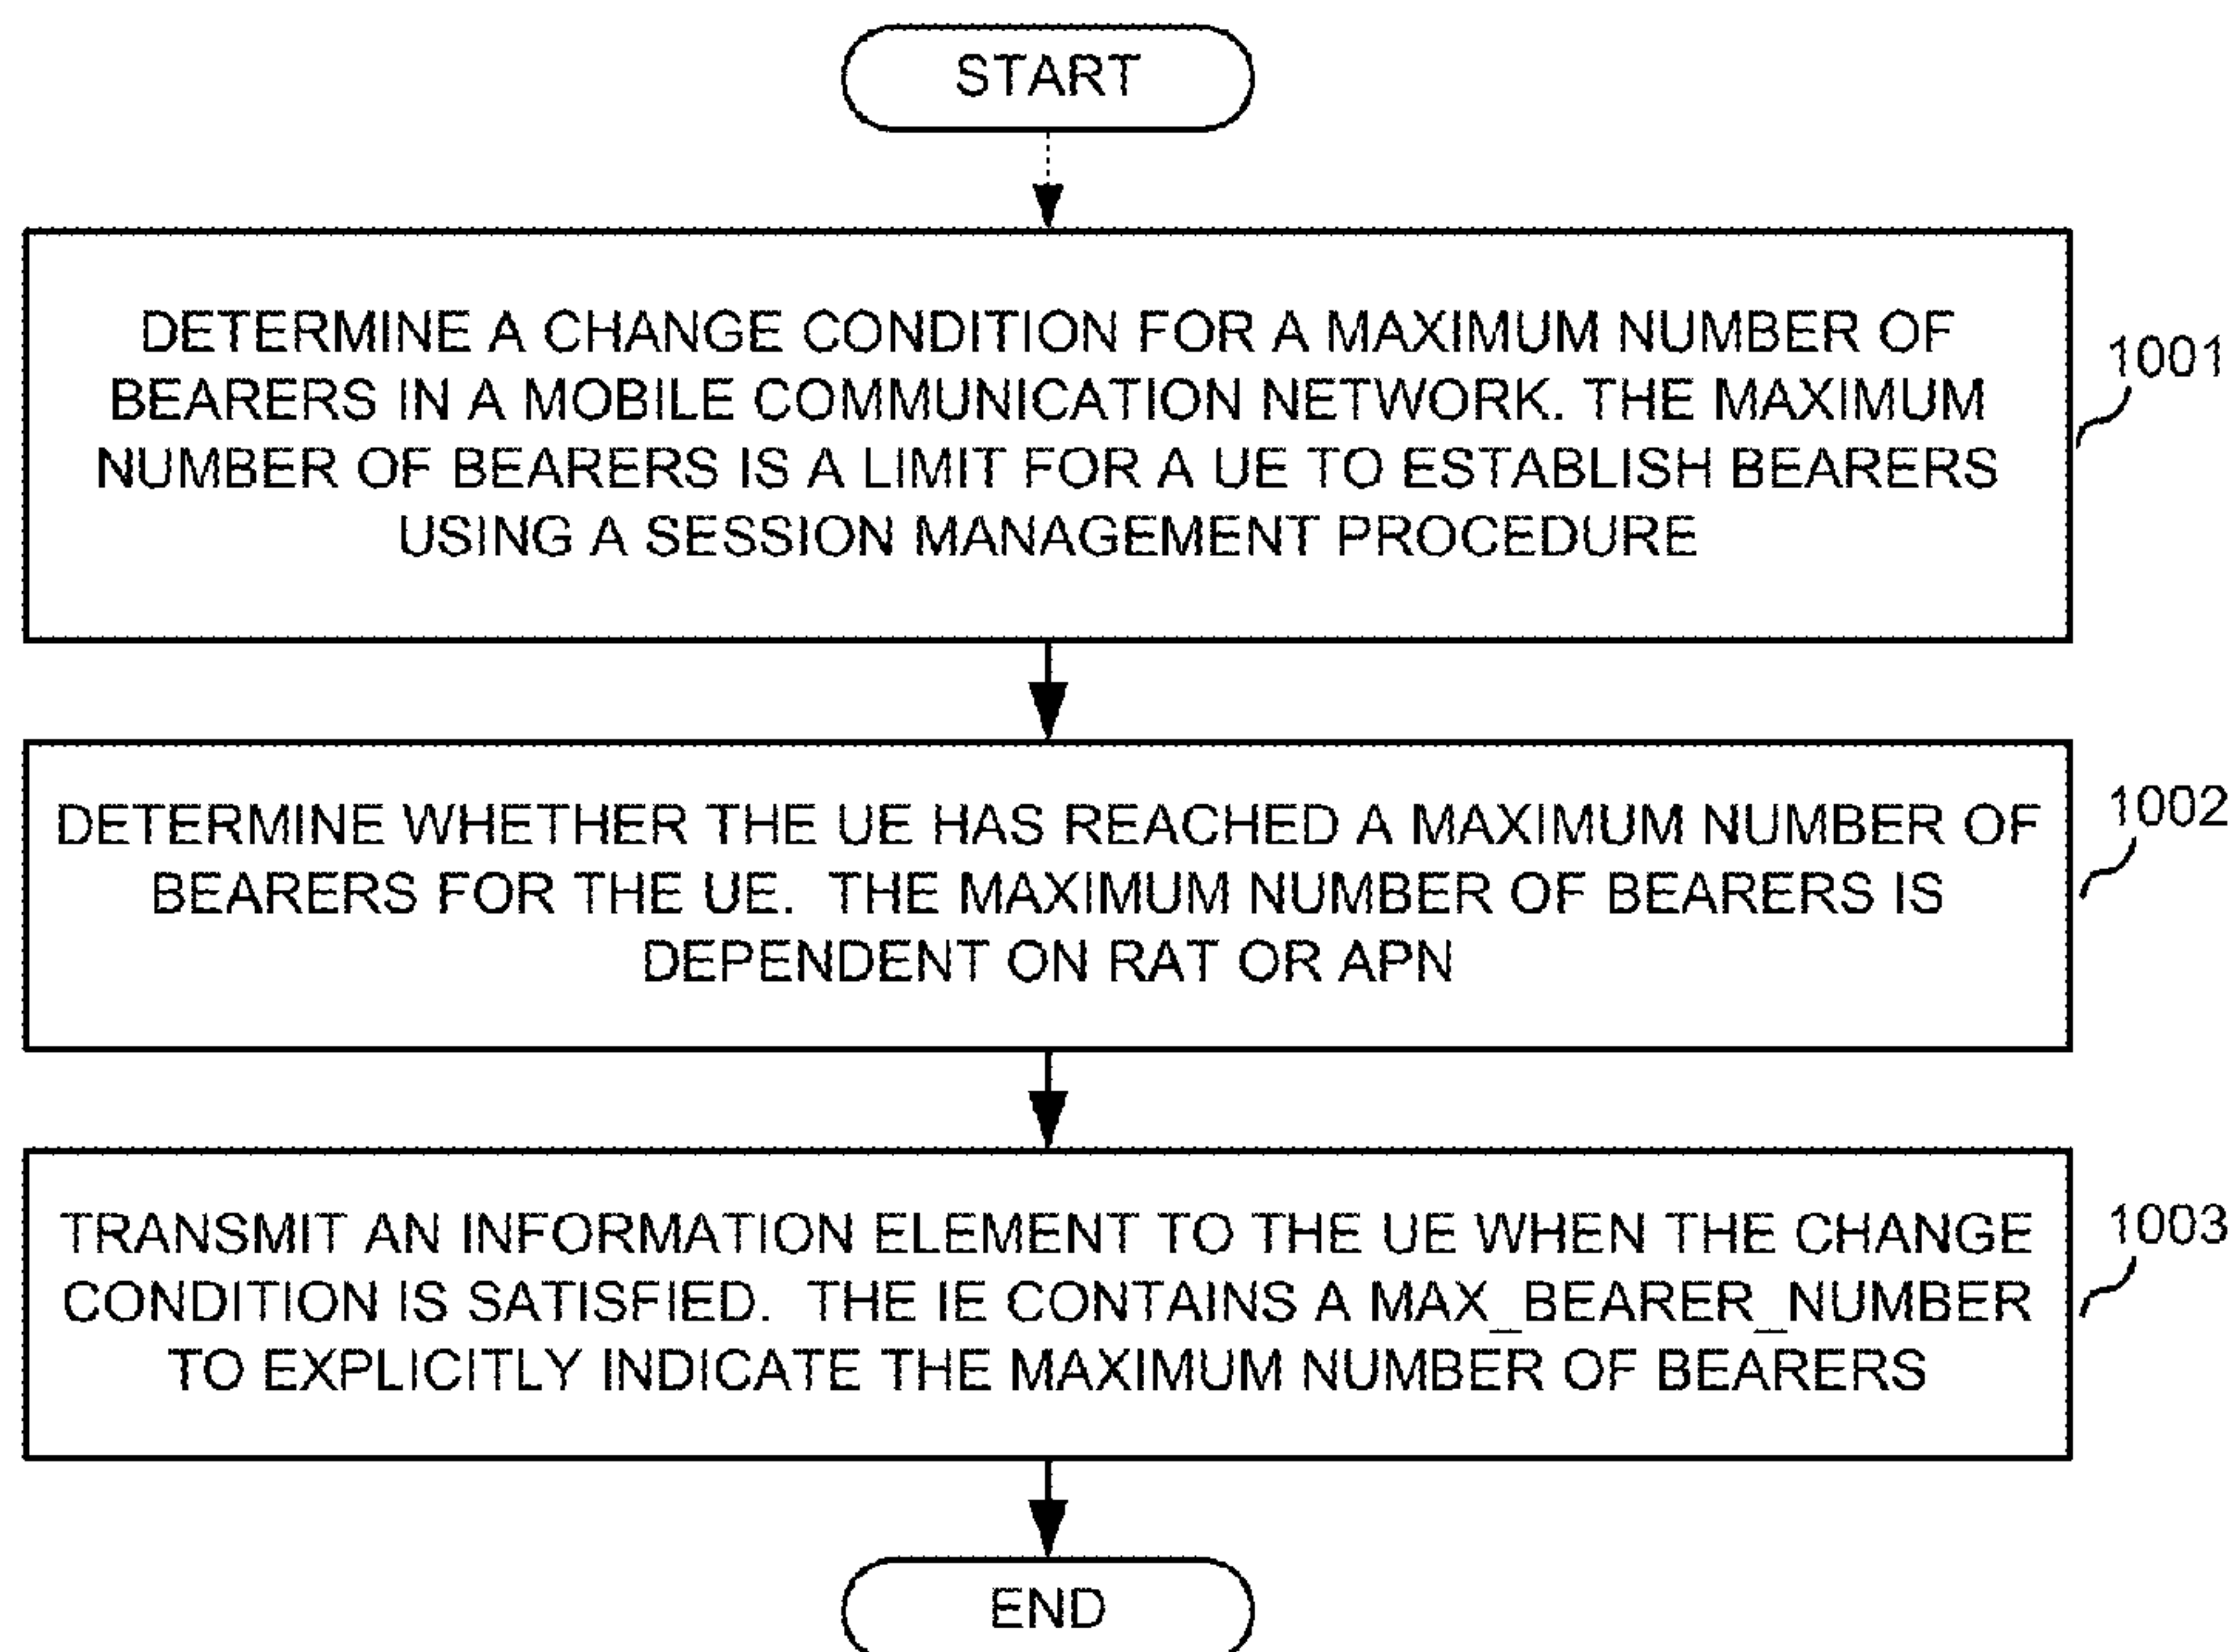 START
DETERMINE A CHANGE CONDITION FOR A MAXIMUM NUMBER OF
BEARERS IN A MOBILE COMMUNICATION NETWORK. THE MAXIMUM
NUMBER OF BEARERS IS A LIMIT FOR A UE TO ESTABLISH BEARERS
USING A SESSION MANAGEMENT PROCEDURE
1001
DETERMINE WHETHER THE UE HAS REACHED A MAXIMUM NUMBER OF
BEARERS FOR THE UE. THE MAXIMUM NUMBER OF BEARERS IS
DEPENDENT ON RAT OR APN
1002
TRANSMIT AN INFORMATION ELEMENT TO THE UE WHEN THE CHANGE
CONDITION IS SATISFIED. THE IE CONTAINS A MAX_BEARER_NUMBER
TO EXPLICITLY INDICATE THE MAXIMUM NUMBER OF BEARERS
1003
END